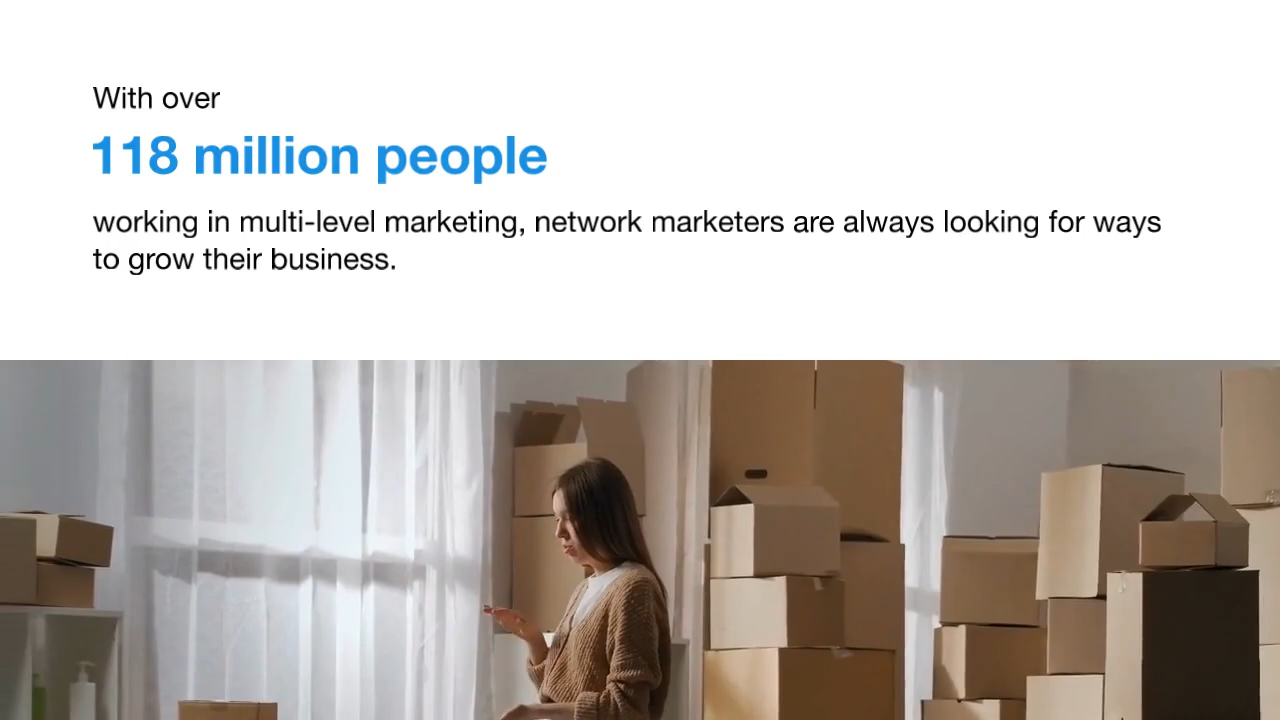 With over
118 million people
working in multi-level marketing, network marketers are always looking for ways
to grow their business.